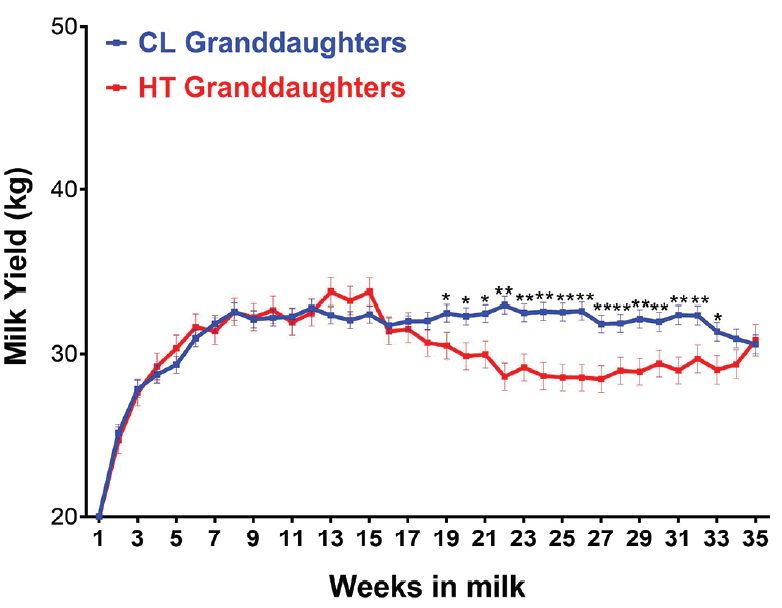 50
CL Granddaughters
HT Granddaughters
40
Milk Yield (kg)
30
* * * ** ** ** ** ** ** ** ** ** ** ** *
20
1 3 5 7 9 11 13 15 17 19 21 23 25 27 29 31 33 35
Weeks in milk